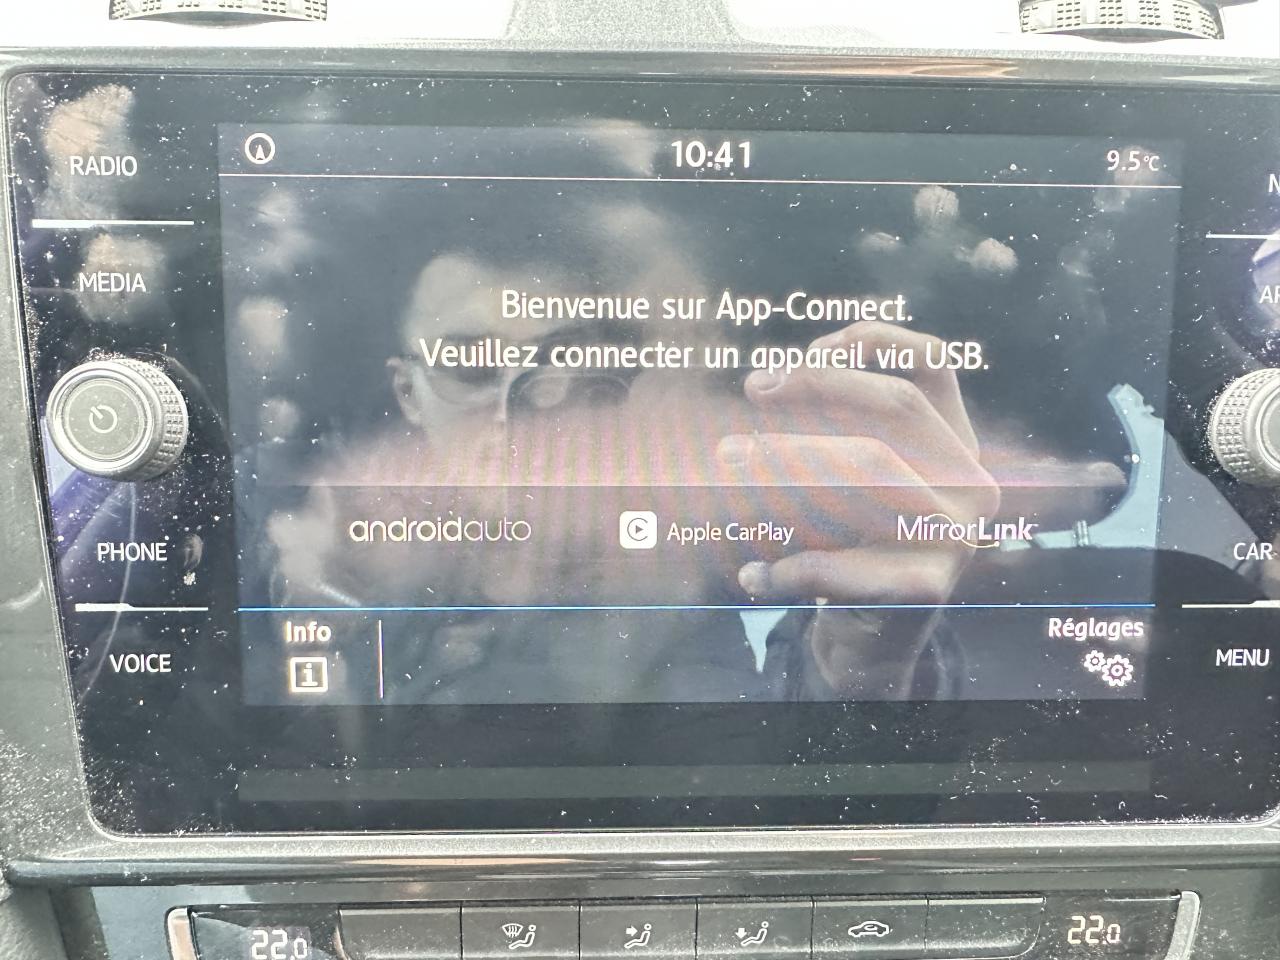 10:41
9.5°C
RADIO
MEDIA
PHONE
VOICE
Bienvenue sur App-Connect.
Veuillez connecter un appareil via USB.
androidauto
Apple CarPlay
MirrorLink™
Info
i
Réglages
CAR
MENU
22.0
22.0